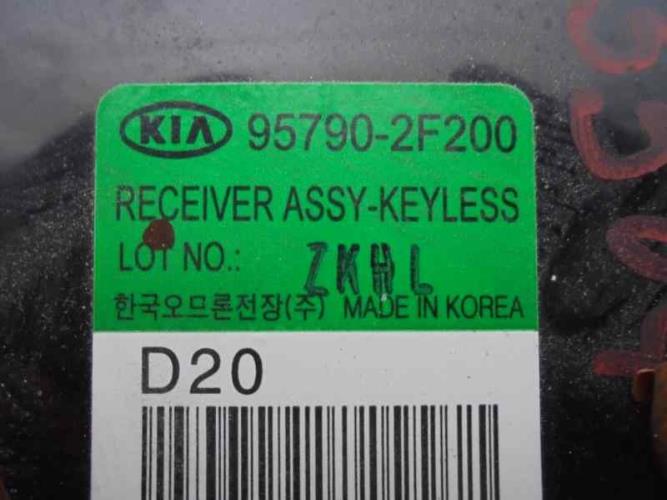 KIA 95790-2F200
RECEIVER ASSY-KEYLESS
LOT NO.: ZKHL
한국오므론전장(주) MADE IN KOREA
D20